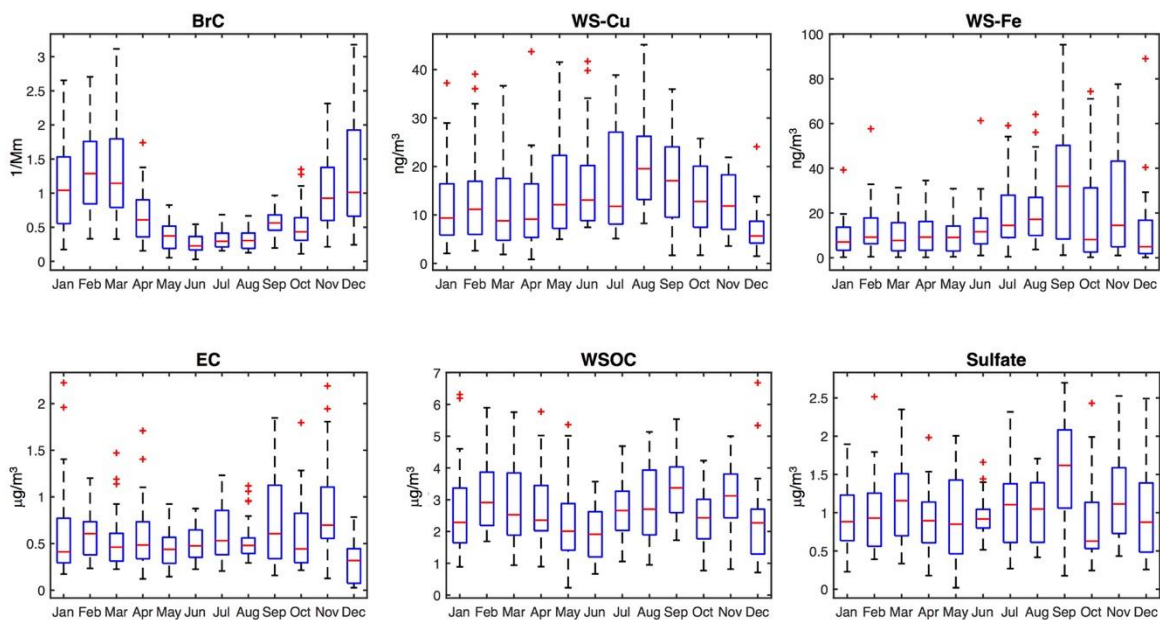 BrC
3
2.5
2
1.5
1
0.5
0
1/Mm
Jan Feb Mar Apr May Jun Jul Aug Sep Oct Nov Dec
WS-Cu
40
30
20
10
0
ng/m³
Jan Feb Mar Apr May Jun Jul Aug Sep Oct Nov Dec
WS-Fe
100
80
60
40
20
0
ng/m³
Jan Feb Mar Apr May Jun Jul Aug Sep Oct Nov Dec
EC
2
1.5
1
0.5
0
µg/m³
Jan Feb Mar Apr May Jun Jul Aug Sep Oct Nov Dec
WSOC
7
6
5
4
3
2
1
0
µg/m³
Jan Feb Mar Apr May Jun Jul Aug Sep Oct Nov Dec
Sulfate
2.5
2
1.5
1
0.5
0
µg/m³
Jan Feb Mar Apr May Jun Jul Aug Sep Oct Nov Dec